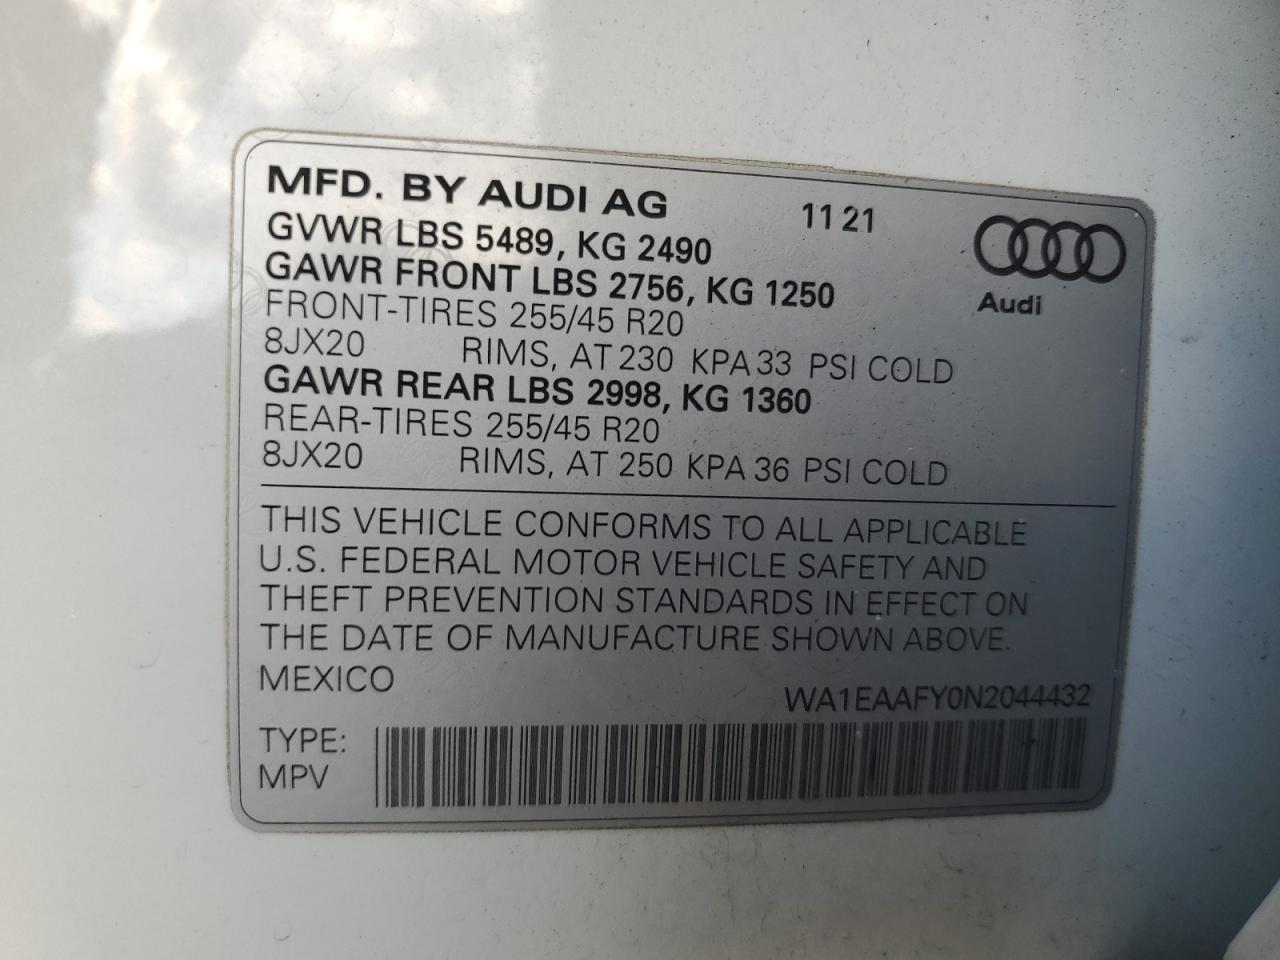 MFD. BY AUDI AG 11 21
GVWR LBS 5489, KG 2490
GAWR FRONT LBS 2756, KG 1250
Audi
FRONT-TIRES 255/45 R20
8JX20 RIMS, AT 230 KPA 33 PSI COLD
GAWR REAR LBS 2998, KG 1360
REAR-TIRES 255/45 R20
8JX20 RIMS, AT 250 KPA 36 PSI COLD
THIS VEHICLE CONFORMS TO ALL APPLICABLE
U.S. FEDERAL MOTOR VEHICLE SAFETY AND
THEFT PREVENTION STANDARDS IN EFFECT ON
THE DATE OF MANUFACTURE SHOWN ABOVE.
MEXICO WA1EAAFY0N2044432
TYPE:
MPV